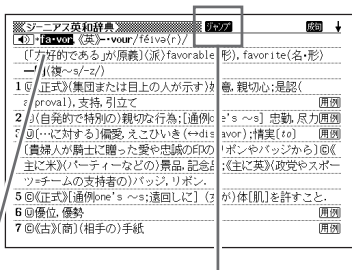 ジーニアス英和辞典 ジャンプ 成句
*fa·vor,《英》-·vour/féivə(r)/
〔「好的である」が原義〕(派)favorable 形), favorite(名・形)
(複~s/-z/)
1 Ⓤ《正式》(集団または目上の人が示す) 意, 親切心;是認(
a proval), 支持, 引立て 用例
2 (自発的で特別の)親切な行為;[通例o e's ~s] 忠勤, 尽力 用例
3 Ⓤ(…に対する)偏愛, えこひいき(↔dis avor);情実[to] 用例
〔貴婦人が騎士に贈った愛や忠誠の印の リボンやバッジから〕Ⓒ《
主に米》(パーティーなどの)景品, 記念 ;《主に英》(政党やスポー
ツ=チームの支持者の)バッジ, リボン.
5 Ⓒ《正式》[通例one's ~s;遠回しに] ( が)体[肌]を許すこと.
6 Ⓤ優位, 優勢 用例
7 Ⓒ《古》(商)(相手の)手紙 用例